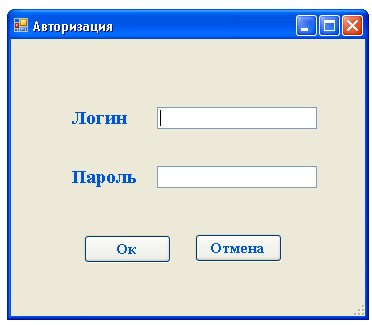 Авторизация
Логин
Пароль
Ок Отмена